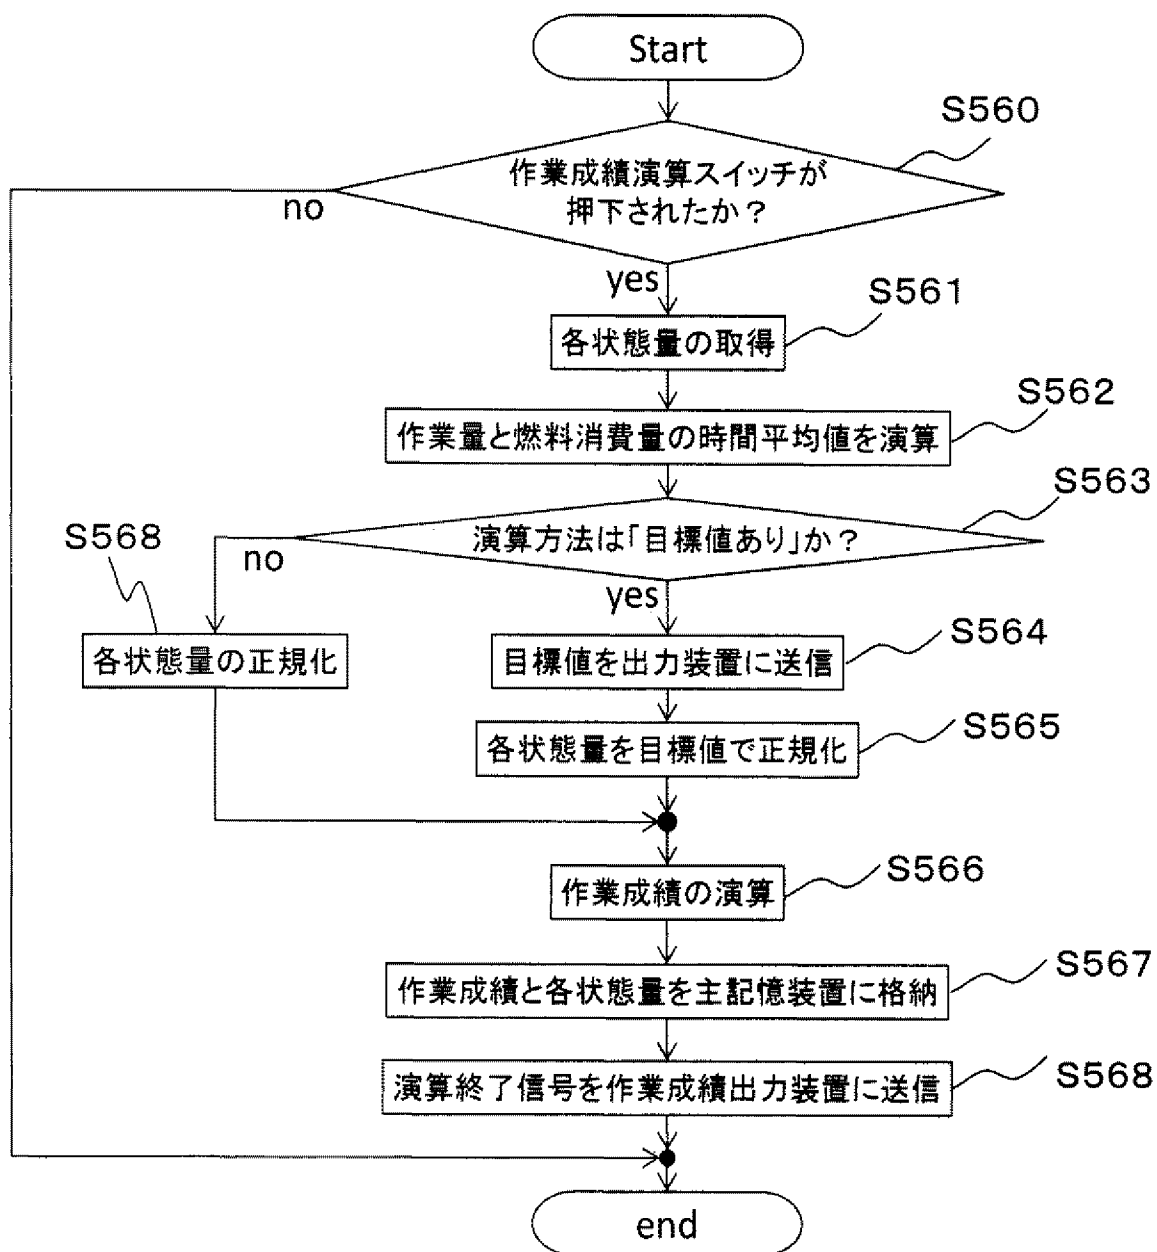 Start
S560
作業成績演算スイッチが
押下されたか？
no
yes
S561
各状態量の取得
S562
作業量と燃料消費量の時間平均値を演算
S563
演算方法は「目標値あり」か？
S568
no
yes
各状態量の正規化
S564
目標値を出力装置に送信
S565
各状態量を目標値で正規化
S566
作業成績の演算
S567
作業成績と各状態量を主記憶装置に格納
S568
演算終了信号を作業成績出力装置に送信
end